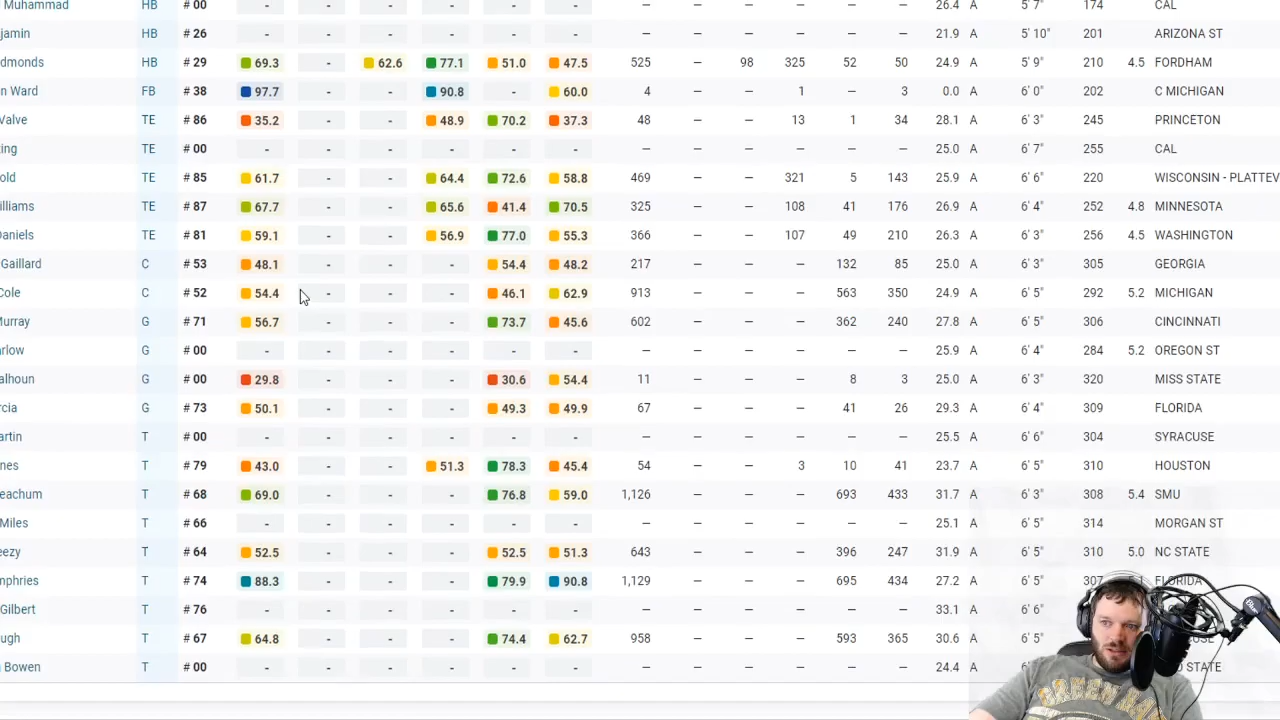 Muhammad HB # 00 - - - - - - — — — — — — 26.4 A 5' 7" 174 CAL
jamin HB # 26 - - - - - - — — — — — — 21.9 A 5' 10" 201 ARIZONA ST
dmonds HB # 29 69.3 - 62.6 77.1 51.0 47.5 525 — 98 325 52 50 24.9 A 5' 9" 210 4.5 FORDHAM
n Ward FB # 38 97.7 - - 90.8 - 60.0 4 — — 1 — 3 0.0 A 6' 0" 202 C MICHIGAN
Valve TE # 86 35.2 - - 48.9 70.2 37.3 48 — — 13 1 34 28.1 A 6' 3" 245 PRINCETON
ing TE # 00 - - - - - - — — — — — — 25.0 A 6' 7" 255 CAL
old TE # 85 61.7 - - 64.4 72.6 58.8 469 — — 321 5 143 25.9 A 6' 6" 220 WISCONSIN - PLATTEV
illiams TE # 87 67.7 - - 65.6 41.4 70.5 325 — — 108 41 176 26.9 A 6' 4" 252 4.8 MINNESOTA
Daniels TE # 81 59.1 - - 56.9 77.0 55.3 366 — — 107 49 210 26.3 A 6' 3" 256 4.5 WASHINGTON
Gaillard C # 53 48.1 - - - 54.4 48.2 217 — — — 132 85 25.0 A 6' 3" 305 GEORGIA
Cole C # 52 54.4 - - - 46.1 62.9 913 — — — 563 350 24.9 A 6' 5" 292 5.2 MICHIGAN
Murray G # 71 56.7 - - - 73.7 45.6 602 — — — 362 240 27.8 A 6' 5" 306 CINCINNATI
rlow G # 00 - - - - - - — — — — — — 25.9 A 6' 4" 284 5.2 OREGON ST
alhoun G # 00 29.8 - - - 30.6 54.4 11 — — — 8 3 25.0 A 6' 3" 320 MISS STATE
rcia G # 73 50.1 - - - 49.3 49.9 67 — — — 41 26 29.3 A 6' 4" 309 FLORIDA
artin T # 00 - - - - - - — — — — — — 25.5 A 6' 6" 304 SYRACUSE
nes T # 79 43.0 - - 51.3 78.3 45.4 54 — — 3 10 41 23.7 A 6' 5" 310 HOUSTON
eachum T # 68 69.0 - - - 76.8 59.0 1,126 — — — 693 433 31.7 A 6' 3" 308 5.4 SMU
Miles T # 66 - - - - - - — — — — — — 25.1 A 6' 5" 314 MORGAN ST
eezy T # 64 52.5 - - - 52.5 51.3 643 — — — 396 247 31.9 A 6' 5" 310 5.0 NC STATE
mphries T # 74 88.3 - - - 79.9 90.8 1,129 — — — 695 434 27.2 A 6' 5" 307 FLORIDA
Gilbert T # 76 - - - - - - — — — — — — 33.1 A 6' 6"
ugh T # 67 64.8 - - - 74.4 62.7 958 — — — 593 365 30.6 A 6' 5"
Bowen T # 00 - - - - - - — — — — — — 24.4 A STATE
GREEN BAY